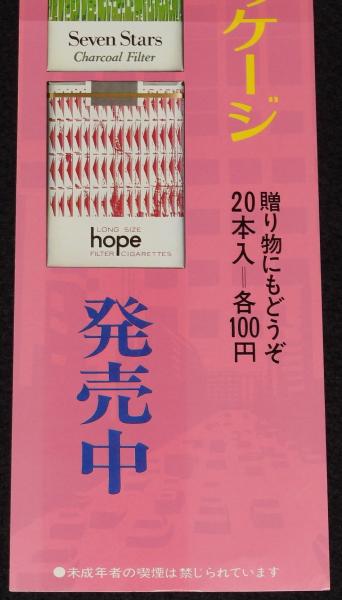 ケージ
贈り物にもどうぞ
20本入=各100円
Seven Stars
Charcoal Filter
LONG SIZE
hope
FILTER CIGARETTES
発売中
●未成年者の喫煙は禁じられています